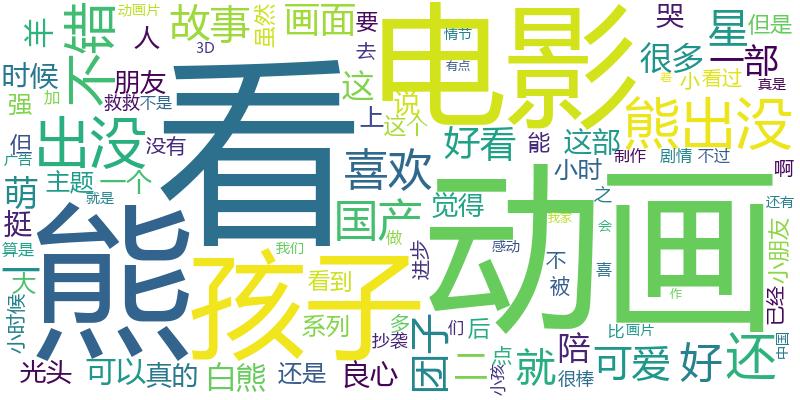 动画片
虽然
故事
画面
要
人
去
3D
情节
有点
电影
哭
星
但是
很多
一部
羊
不错
时候
朋友
强
加
救救
不是
看
这
说
上
这个
君
小
看过
真是
熊出没
但
出没
没有
好看
能
这部
制作
剧情
不过
广告
萌
主题
一个
喜欢
小时
啊
就是
挺
国产
觉得
之
还有
熊
孩子
动画
我家
会
喜
小朋友
算是
我们
做
感动
进步
不
被
一
大
看到
已经
小时候
系列
多
抄袭
团子
们
后
比
画片
作
中国
光头
可以
真的
白熊
还是
良心
二
点
小孩
就
陪
很棒
可爱
好
还